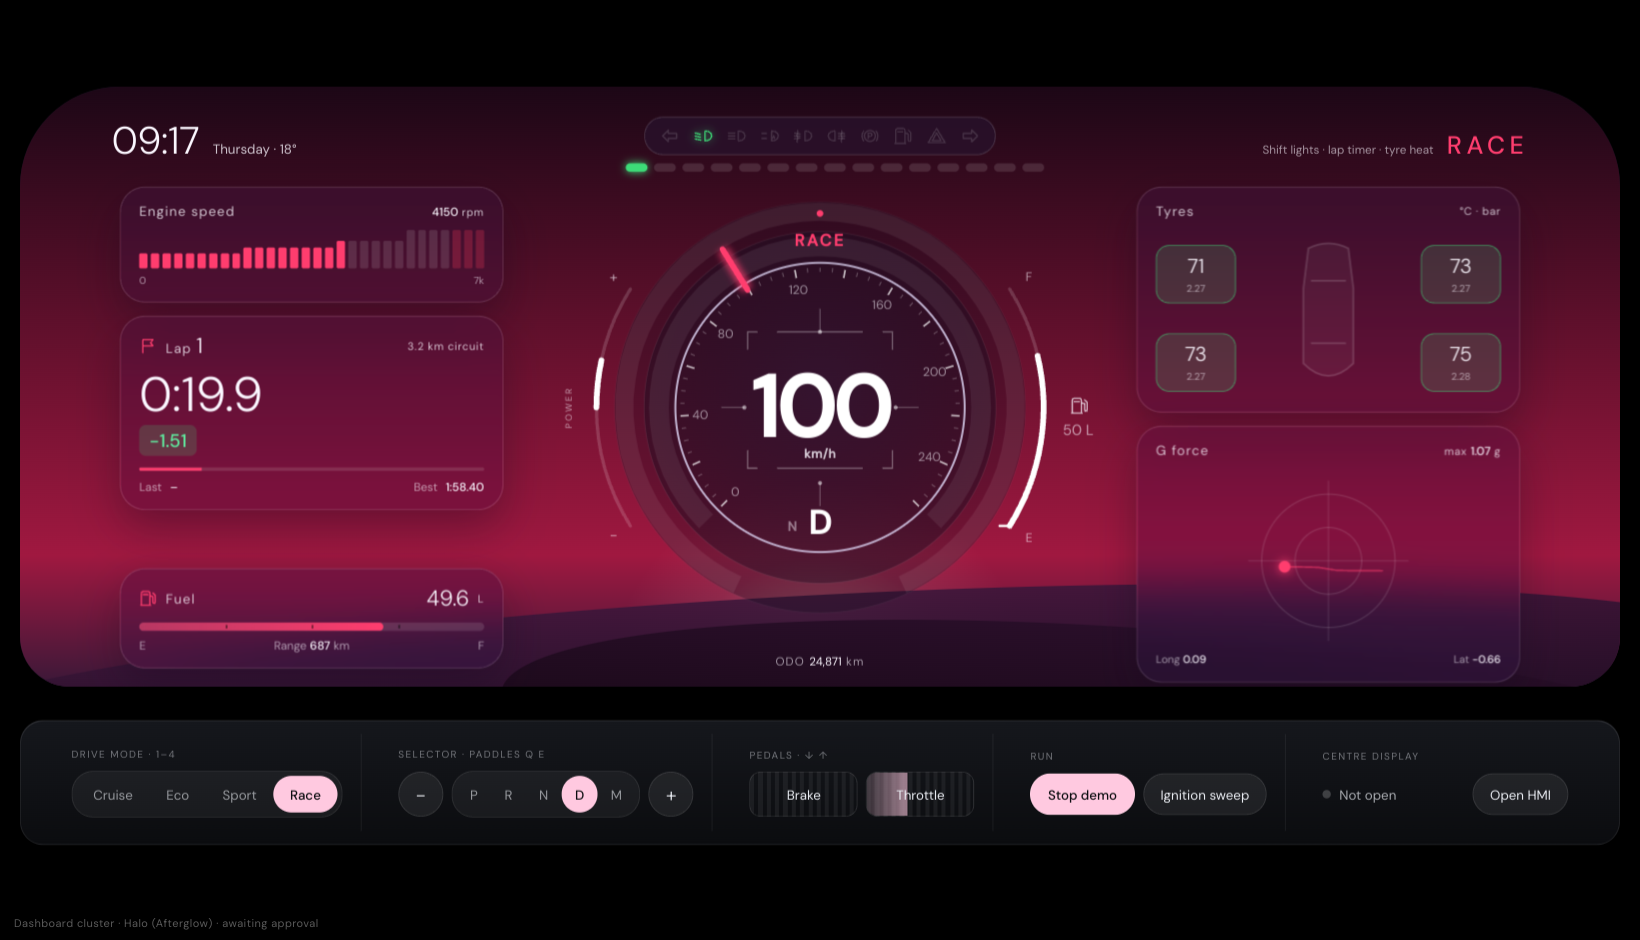 09:17 Thursday · 18°
Shift lights · lap timer · tyre heat RACE
Engine speed 4150 rpm
0 7k
Lap 1 3.2 km circuit
0:19.9
-1.51
Last – Best 1:58.40
Fuel 49.6 L
E Range 687 km F
RACE
120
160
80
200
40
240
0
100
km/h
N D
+
POWER
−
F
50 L
E
ODO 24,871 km
Tyres °C · bar
71 73
2.27 2.27
73 75
2.27 2.28
G force max 1.07 g
Long 0.09 Lat -0.66
DRIVE MODE · 1–4
Cruise Eco Sport Race
SELECTOR · PADDLES Q E
− P R N D M +
PEDALS · ↓ ↑
Brake Throttle
RUN
Stop demo Ignition sweep
CENTRE DISPLAY
Not open Open HMI
Dashboard cluster · Halo (Afterglow) · awaiting approval